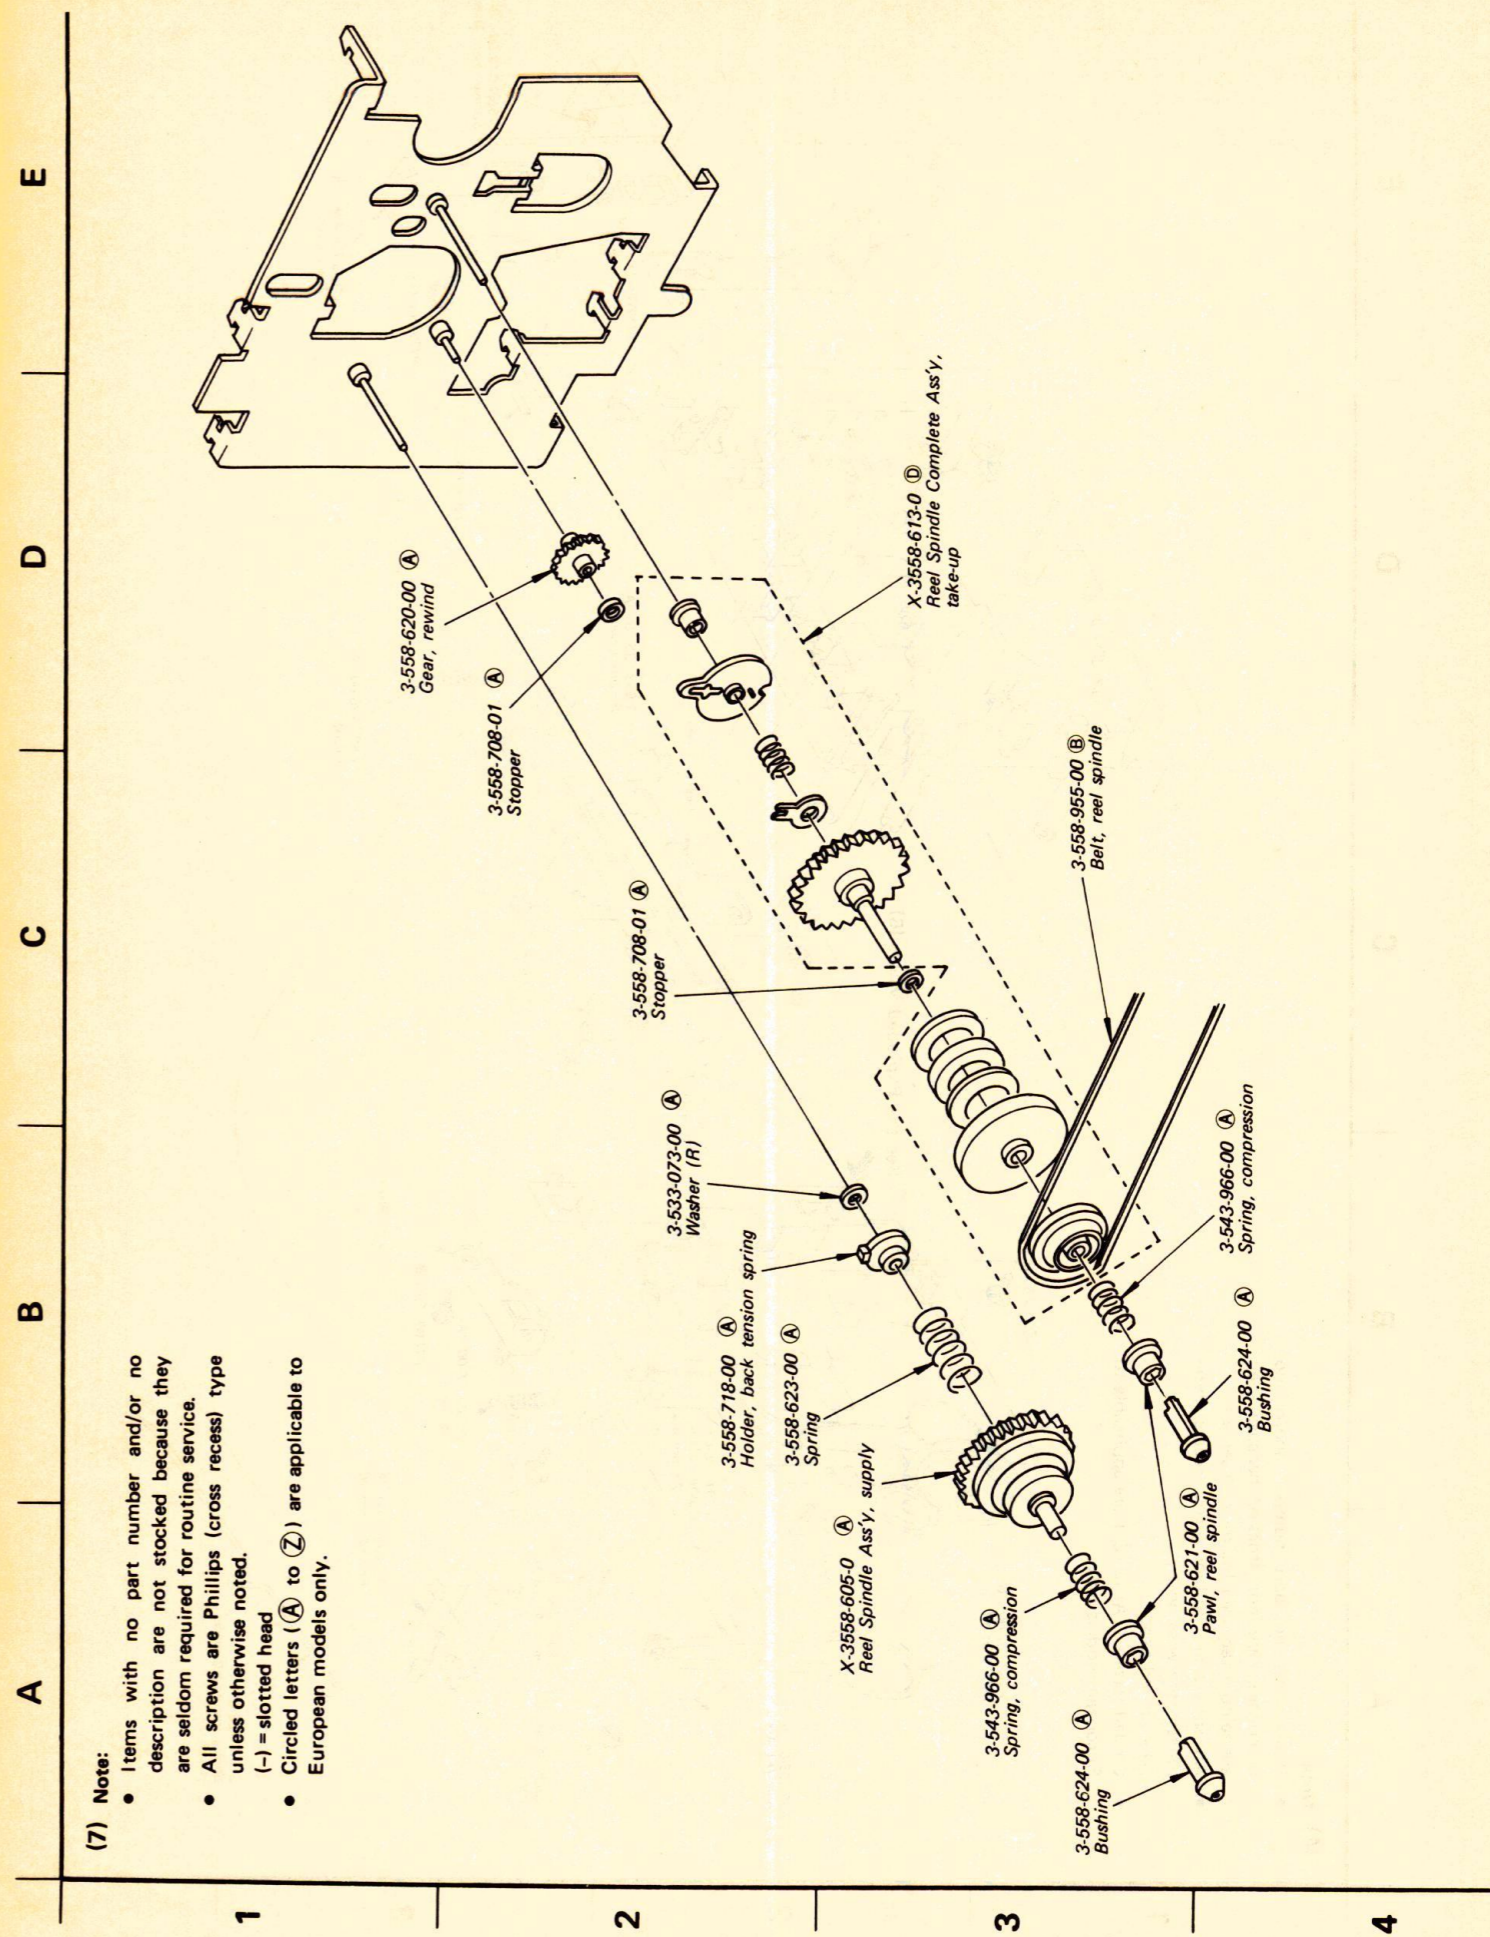 A
B
C
D
E
1
2
3
4
(7) Note:
• Items with no part number and/or no
description are not stocked because they
are seldom required for routine service.
• All screws are Phillips (cross recess) type
unless otherwise noted.
(–) = slotted head
• Circled letters (Ⓐ to Ⓩ) are applicable to
European models only.
3-558-620-00 Ⓐ
Gear, rewind
3-558-708-01 Ⓐ
Stopper
3-558-708-01 Ⓐ
Stopper
3-533-073-00 Ⓐ
Washer (R)
3-558-718-00 Ⓐ
Holder, back tension spring
3-558-623-00 Ⓐ
Spring
X-3558-605-0 Ⓐ
Reel Spindle Ass'y, supply
3-543-966-00 Ⓐ
Spring, compression
3-558-624-00 Ⓐ
Bushing
3-558-621-00 Ⓐ
Pawl, reel spindle
3-558-624-00 Ⓐ
Bushing
3-543-966-00 Ⓐ
Spring, compression
3-558-955-00 Ⓑ
Belt, reel spindle
X-3558-613-0 Ⓓ
Reel Spindle Complete Ass'y,
take-up